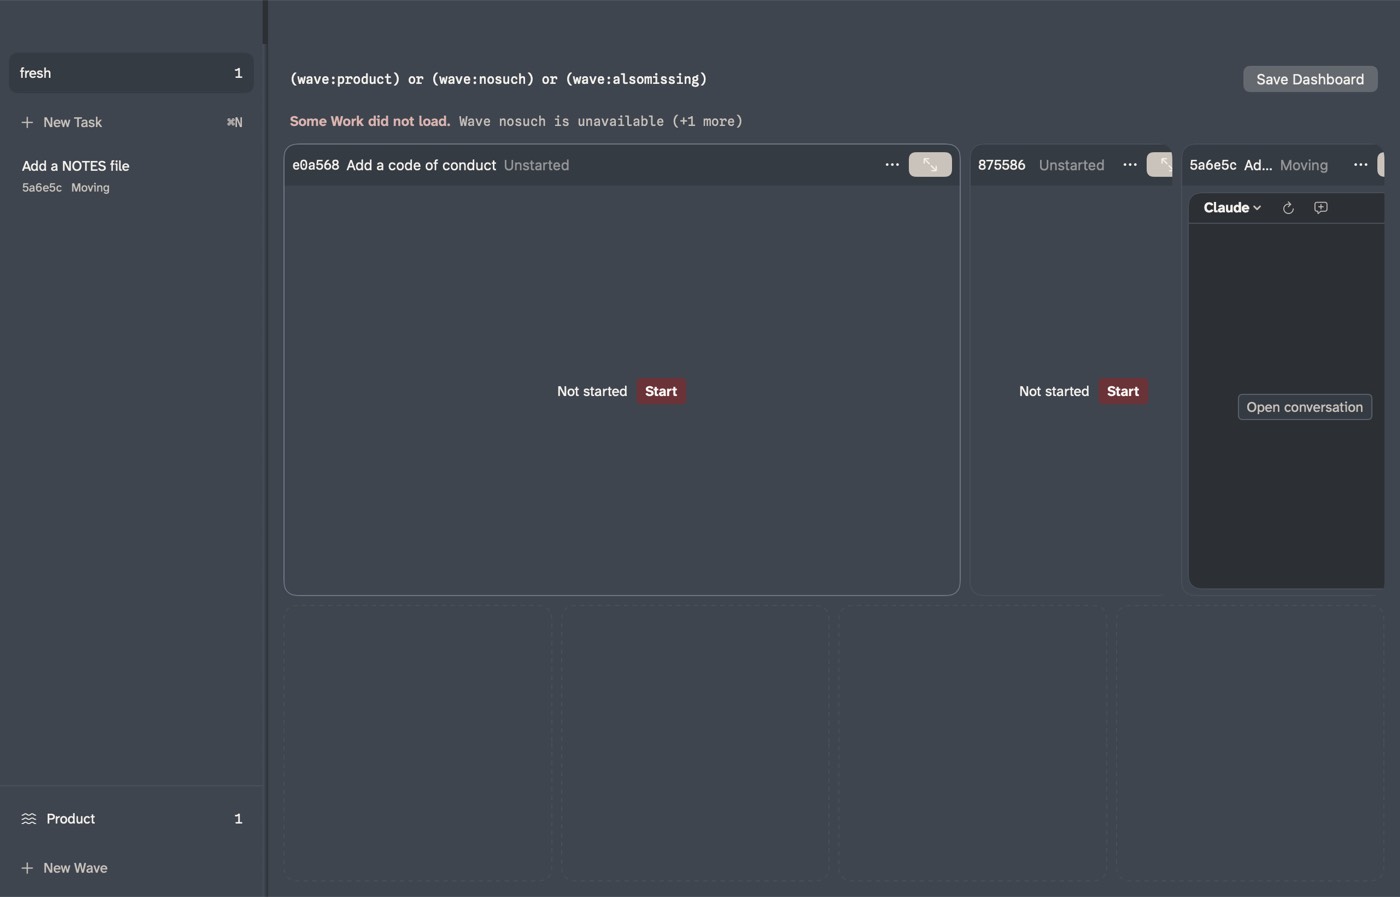 fresh 1
+ New Task ⌘N
Add a NOTES file
5a6e5c Moving
Product 1
+ New Wave
(wave:product) or (wave:nosuch) or (wave:alsomissing)
Save Dashboard
Some Work did not load. Wave nosuch is unavailable (+1 more)
e0a568 Add a code of conduct Unstarted ...
Not started Start
875586 Unstarted ...
Not started Start
5a6e5c Ad... Moving ...
Claude
Open conversation